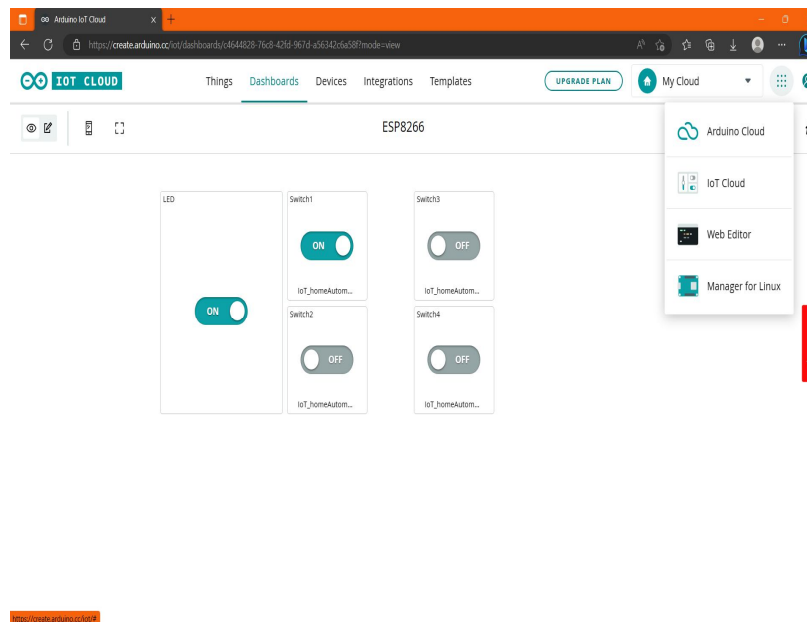 Arduino IoT Cloud
https://create.arduino.cc/iot/dashboards/c4644828-76c8-42fd-967d-a56342c6a58f?mode=view
IOT CLOUD
Things Dashboards Devices Integrations Templates UPGRADE PLAN My Cloud
ESP8266
Arduino Cloud
IoT Cloud
Web Editor
Manager for Linux
LED
ON
Switch1
ON
IoT_homeAutom...
Switch3
OFF
IoT_homeAutom...
Switch2
OFF
IoT_homeAutom...
Switch4
OFF
IoT_homeAutom...
https://create.arduino.cc/iot/#